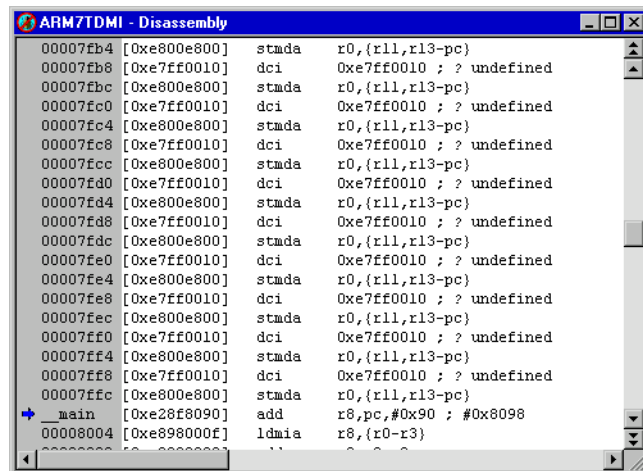 ARM7TDMI - Disassembly
00007fb4 [0xe800e800] stmda r0,{r11,r13-pc}
00007fb8 [0xe7ff0010] dci 0xe7ff0010 ; ? undefined
00007fbc [0xe800e800] stmda r0,{r11,r13-pc}
00007fc0 [0xe7ff0010] dci 0xe7ff0010 ; ? undefined
00007fc4 [0xe800e800] stmda r0,{r11,r13-pc}
00007fc8 [0xe7ff0010] dci 0xe7ff0010 ; ? undefined
00007fcc [0xe800e800] stmda r0,{r11,r13-pc}
00007fd0 [0xe7ff0010] dci 0xe7ff0010 ; ? undefined
00007fd4 [0xe800e800] stmda r0,{r11,r13-pc}
00007fd8 [0xe7ff0010] dci 0xe7ff0010 ; ? undefined
00007fdc [0xe800e800] stmda r0,{r11,r13-pc}
00007fe0 [0xe7ff0010] dci 0xe7ff0010 ; ? undefined
00007fe4 [0xe800e800] stmda r0,{r11,r13-pc}
00007fe8 [0xe7ff0010] dci 0xe7ff0010 ; ? undefined
00007fec [0xe800e800] stmda r0,{r11,r13-pc}
00007ff0 [0xe7ff0010] dci 0xe7ff0010 ; ? undefined
00007ff4 [0xe800e800] stmda r0,{r11,r13-pc}
00007ff8 [0xe7ff0010] dci 0xe7ff0010 ; ? undefined
00007ffc [0xe800e800] stmda r0,{r11,r13-pc}
__main [0xe28f8090] add r8,pc,#0x90 ; #0x8098
00008004 [0xe898000f] ldmia r8,{r0-r3}